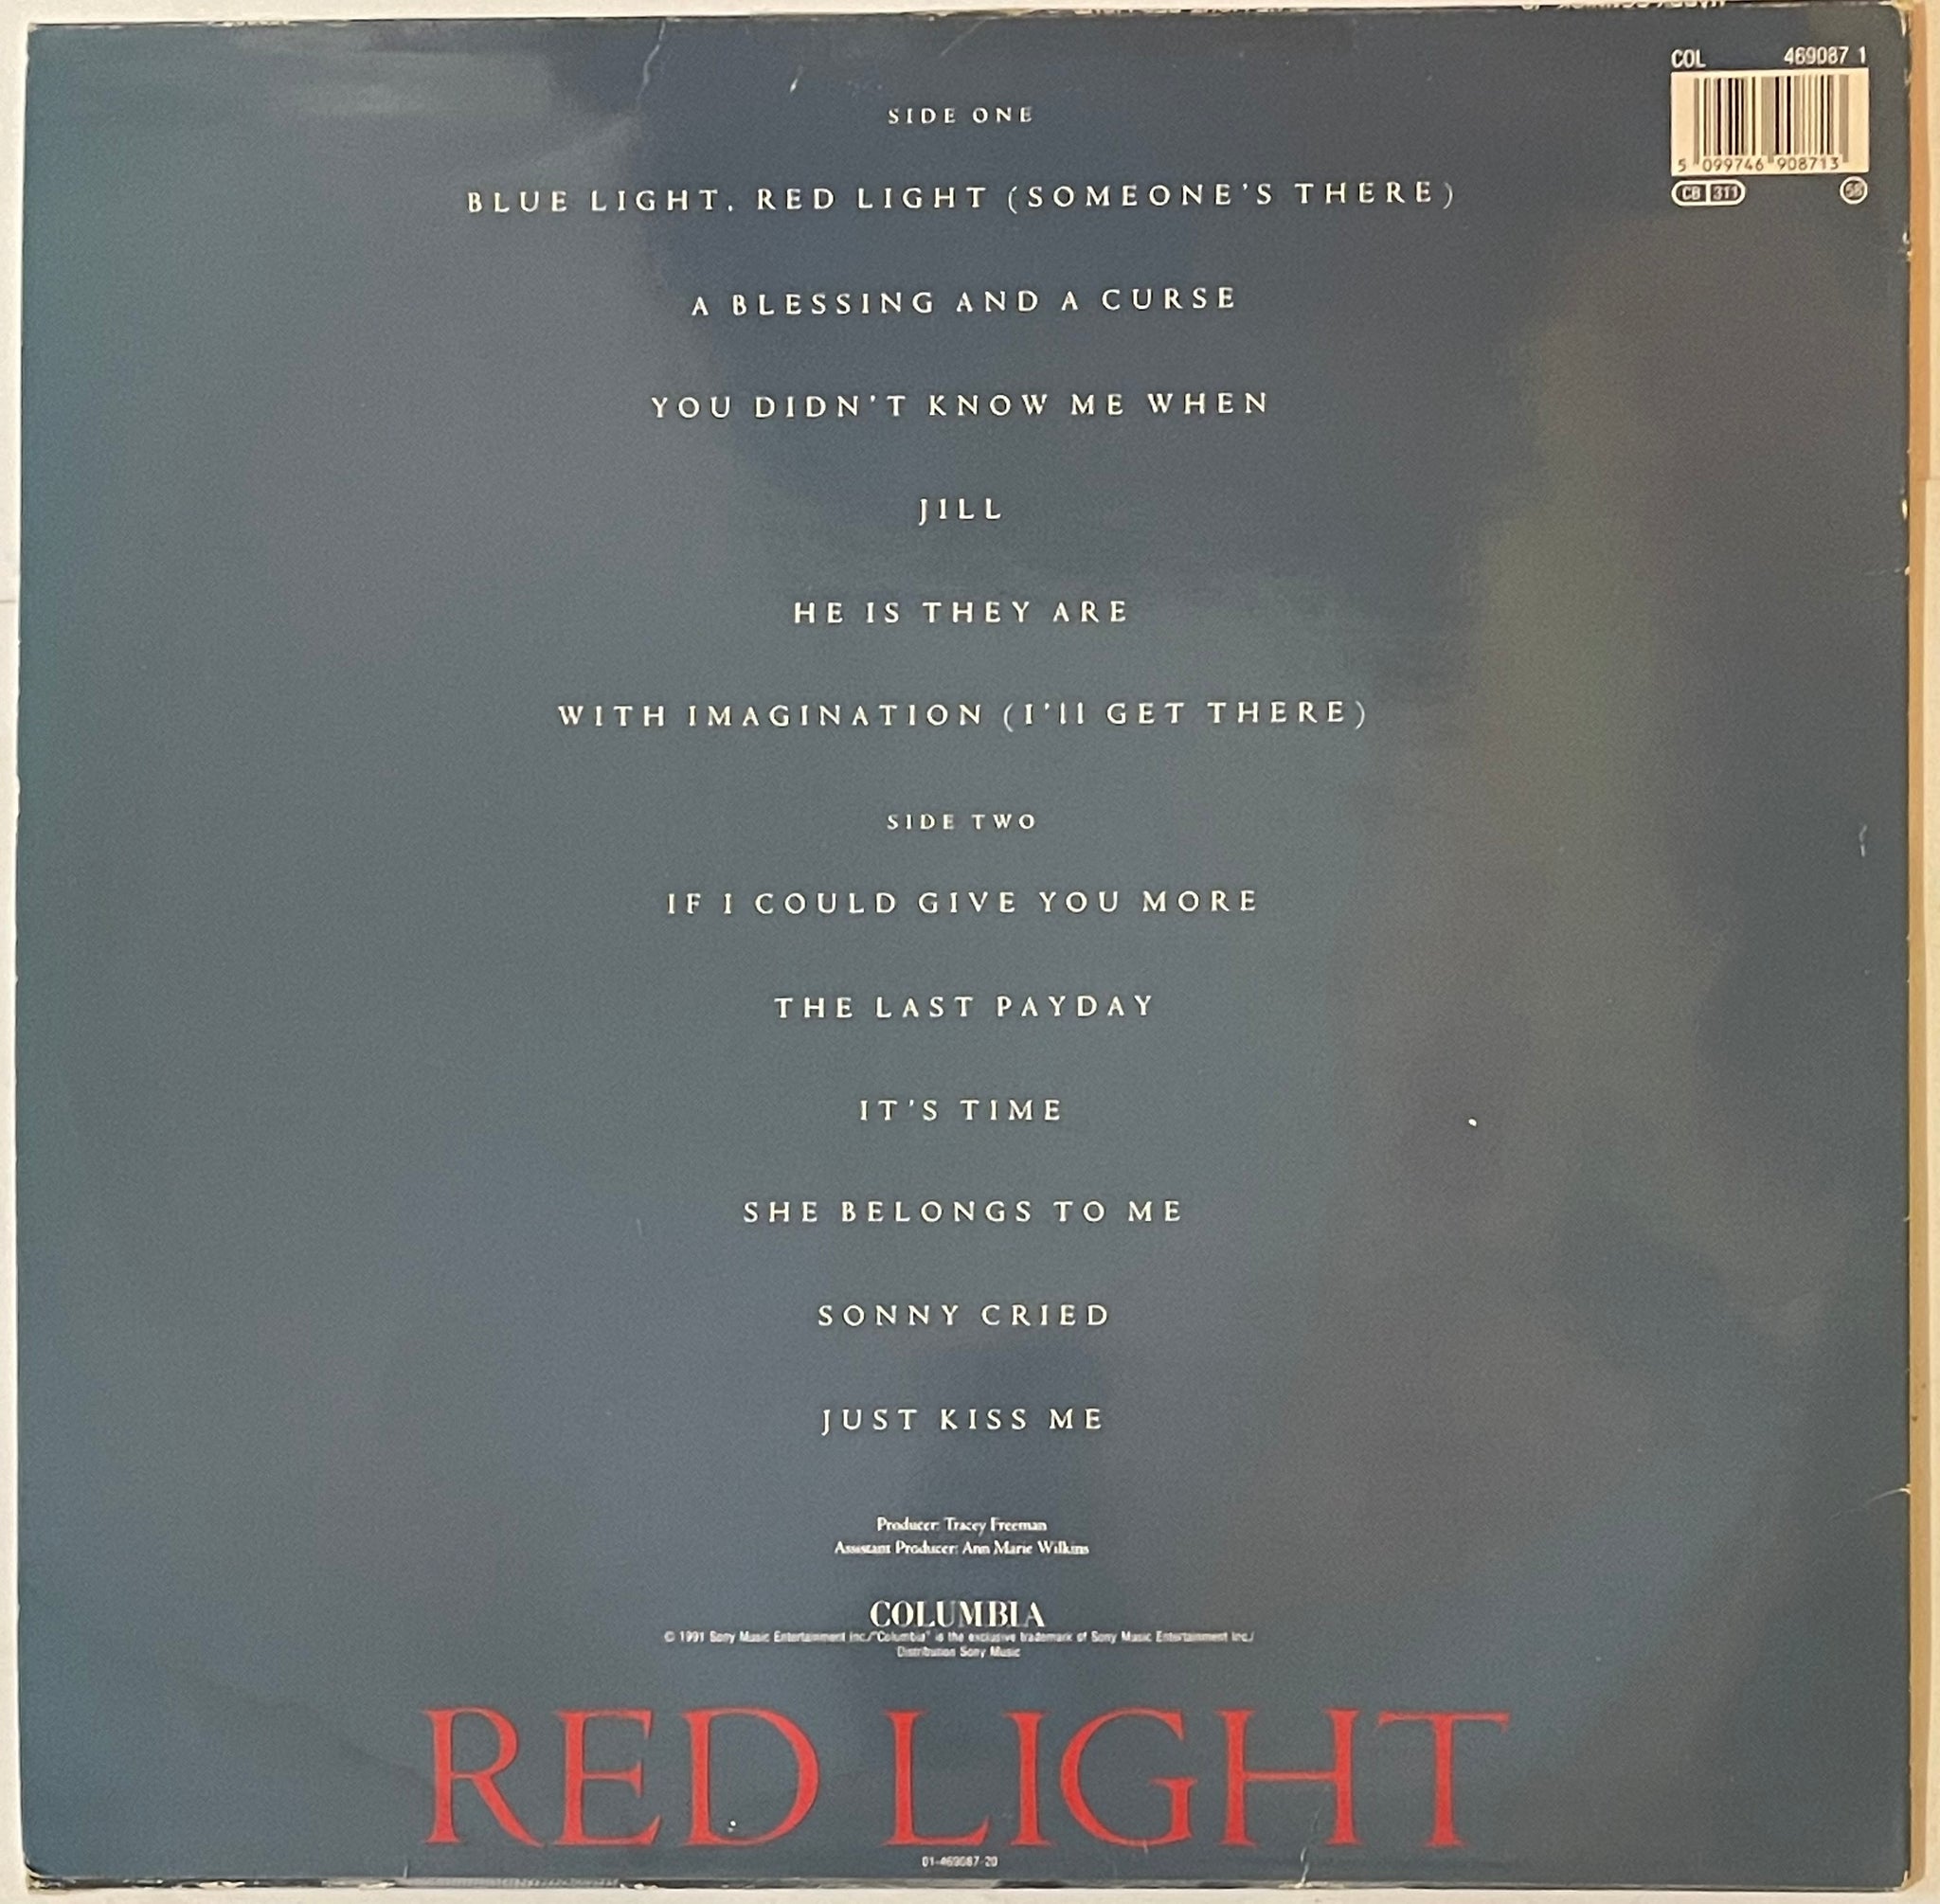 COL 469087 1
5 099746 908713
CB 311
58
SIDE ONE
BLUE LIGHT, RED LIGHT (SOMEONE'S THERE)
A BLESSING AND A CURSE
YOU DIDN'T KNOW ME WHEN
JILL
HE IS THEY ARE
WITH IMAGINATION (I'll GET THERE)
SIDE TWO
IF I COULD GIVE YOU MORE
THE LAST PAYDAY
IT'S TIME
SHE BELONGS TO ME
SONNY CRIED
JUST KISS ME
Producer: Tracey Freeman
Assistant Producer: Ann Marie Wilkins
COLUMBIA
© 1991 Sony Music Entertainment Inc./"Columbia" is the exclusive trademark of Sony Music Entertainment Inc./
Distribution Sony Music
RED LIGHT
01-469087-20